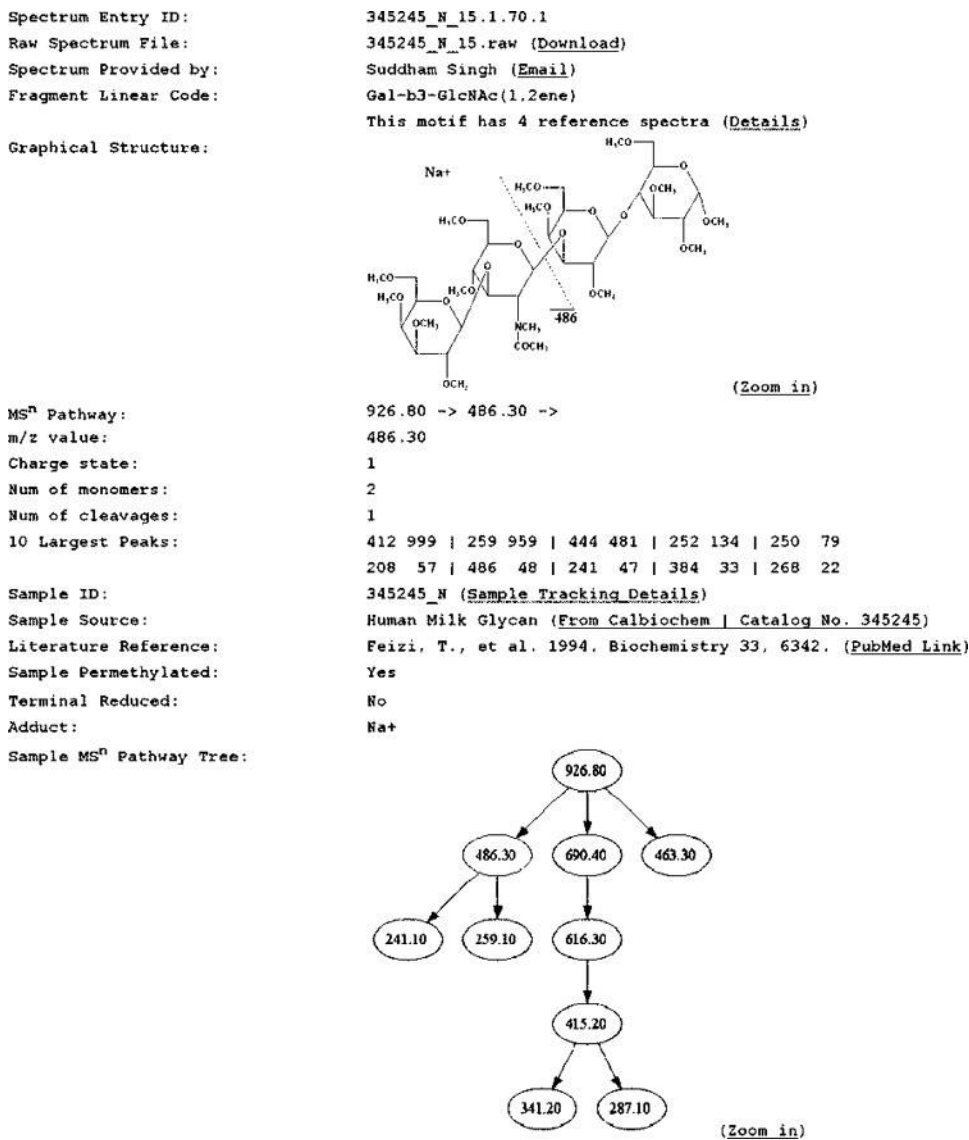 Spectrum Entry ID: 345245_N_15.1.70.1
Raw Spectrum File: 345245_N_15.raw (Download)
Spectrum Provided by: Suddham Singh (Email)
Fragment Linear Code: Gal-b3-GlcNAc(1,2ene)
This motif has 4 reference spectra (Details)
Graphical Structure:
H3CO
Na+
H3CO
OCH3
H3CO
O
O
O
O
OCH3
OCH3
H3CO
O
O
O
H3CO
O
OCH3
H3CO
H3CO
O
486
OCH3
NCH3
COCH3
OCH3
(Zoom in)
MSn Pathway: 926.80 -> 486.30 ->
m/z value: 486.30
Charge state: 1
Num of monomers: 2
Num of cleavages: 1
10 Largest Peaks: 412 999 | 259 959 | 444 481 | 252 134 | 250 79
208 57 | 486 48 | 241 47 | 384 33 | 268 22
Sample ID: 345245_N (Sample Tracking Details)
Sample Source: Human Milk Glycan (From Calbiochem | Catalog No. 345245)
Literature Reference: Feizi, T., et al. 1994. Biochemistry 33, 6342. (PubMed Link)
Sample Permethylated: Yes
Terminal Reduced: No
Adduct: Na+
Sample MSn Pathway Tree:
926.80
486.30 690.40 463.30
241.10 259.10 616.30
415.20
341.20 287.10
(Zoom in)